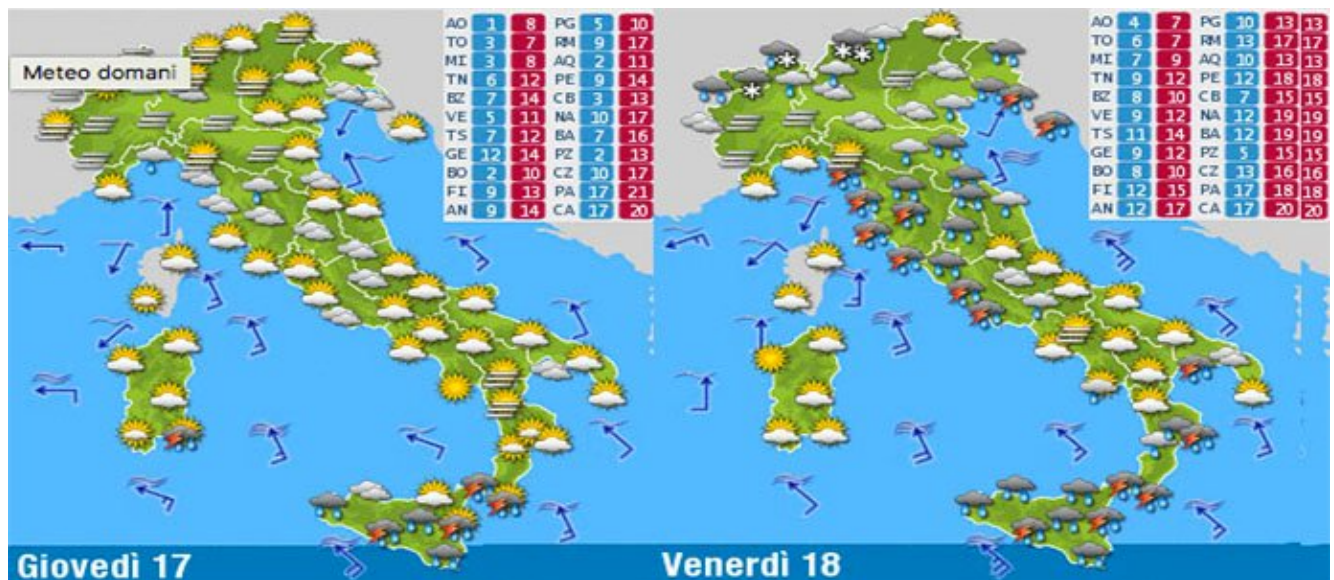 Meteo domani
AO 1 8 PG 5 10
TO 3 7 RM 9 17
MI 3 8 AQ 2 11
TN 6 12 PE 9 14
BZ 7 14 CB 3 13
VE 5 11 NA 10 17
TS 7 12 BA 7 16
GE 12 14 PZ 2 13
BO 2 10 CZ 10 17
FI 9 13 PA 17 21
AN 9 14 CA 17 20
Giovedì 17
AO 4 7 PG 10 13 13
TO 6 7 RM 13 17 17
MI 7 9 AQ 10 13 13
TN 9 12 PE 12 18 18
BZ 8 10 CB 7 15 15
VE 9 12 NA 12 19 19
TS 11 14 BA 12 19 19
GE 9 12 PZ 5 15 15
BO 8 10 CZ 13 16 16
FI 12 15 PA 17 18 18
AN 12 17 CA 17 20 20
Venerdì 18